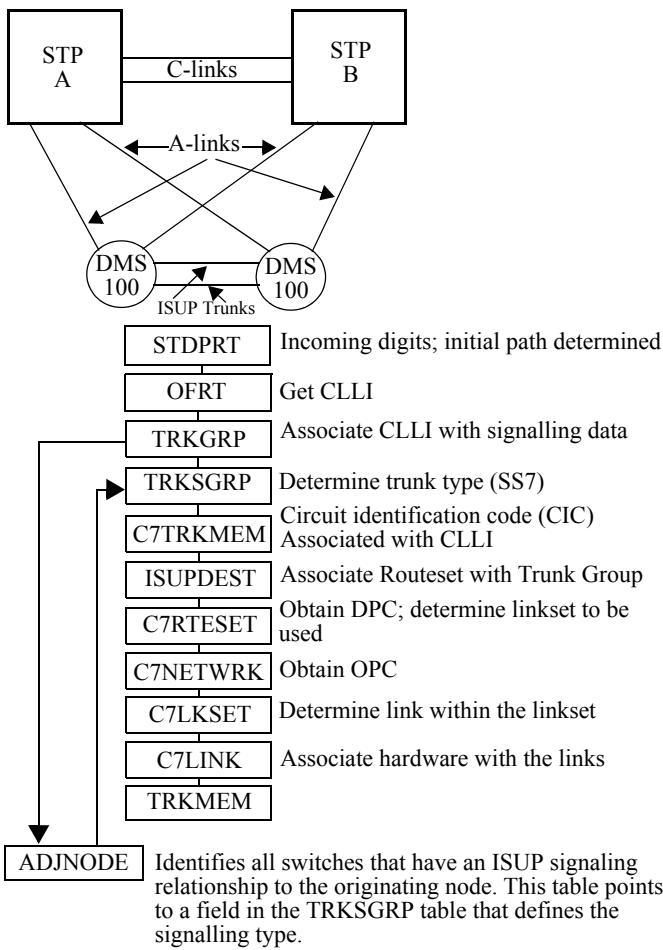 STP
A
C-links
STP
B
A-links
DMS
100
DMS
100
ISUP Trunks
STDPRT
Incoming digits; initial path determined
OFRT
Get CLLI
TRKGRP
Associate CLLI with signalling data
TRKSGRP
Determine trunk type (SS7)
C7TRKMEM
Circuit identification code (CIC)
Associated with CLLI
ISUPDEST
Associate Routeset with Trunk Group
C7RTESET
Obtain DPC; determine linkset to be
used
C7NETWRK
Obtain OPC
C7LKSET
Determine link within the linkset
C7LINK
Associate hardware with the links
TRKMEM
ADJNODE
Identifies all switches that have an ISUP signaling
relationship to the originating node. This table points
to a field in the TRKSGRP table that defines the
signalling type.